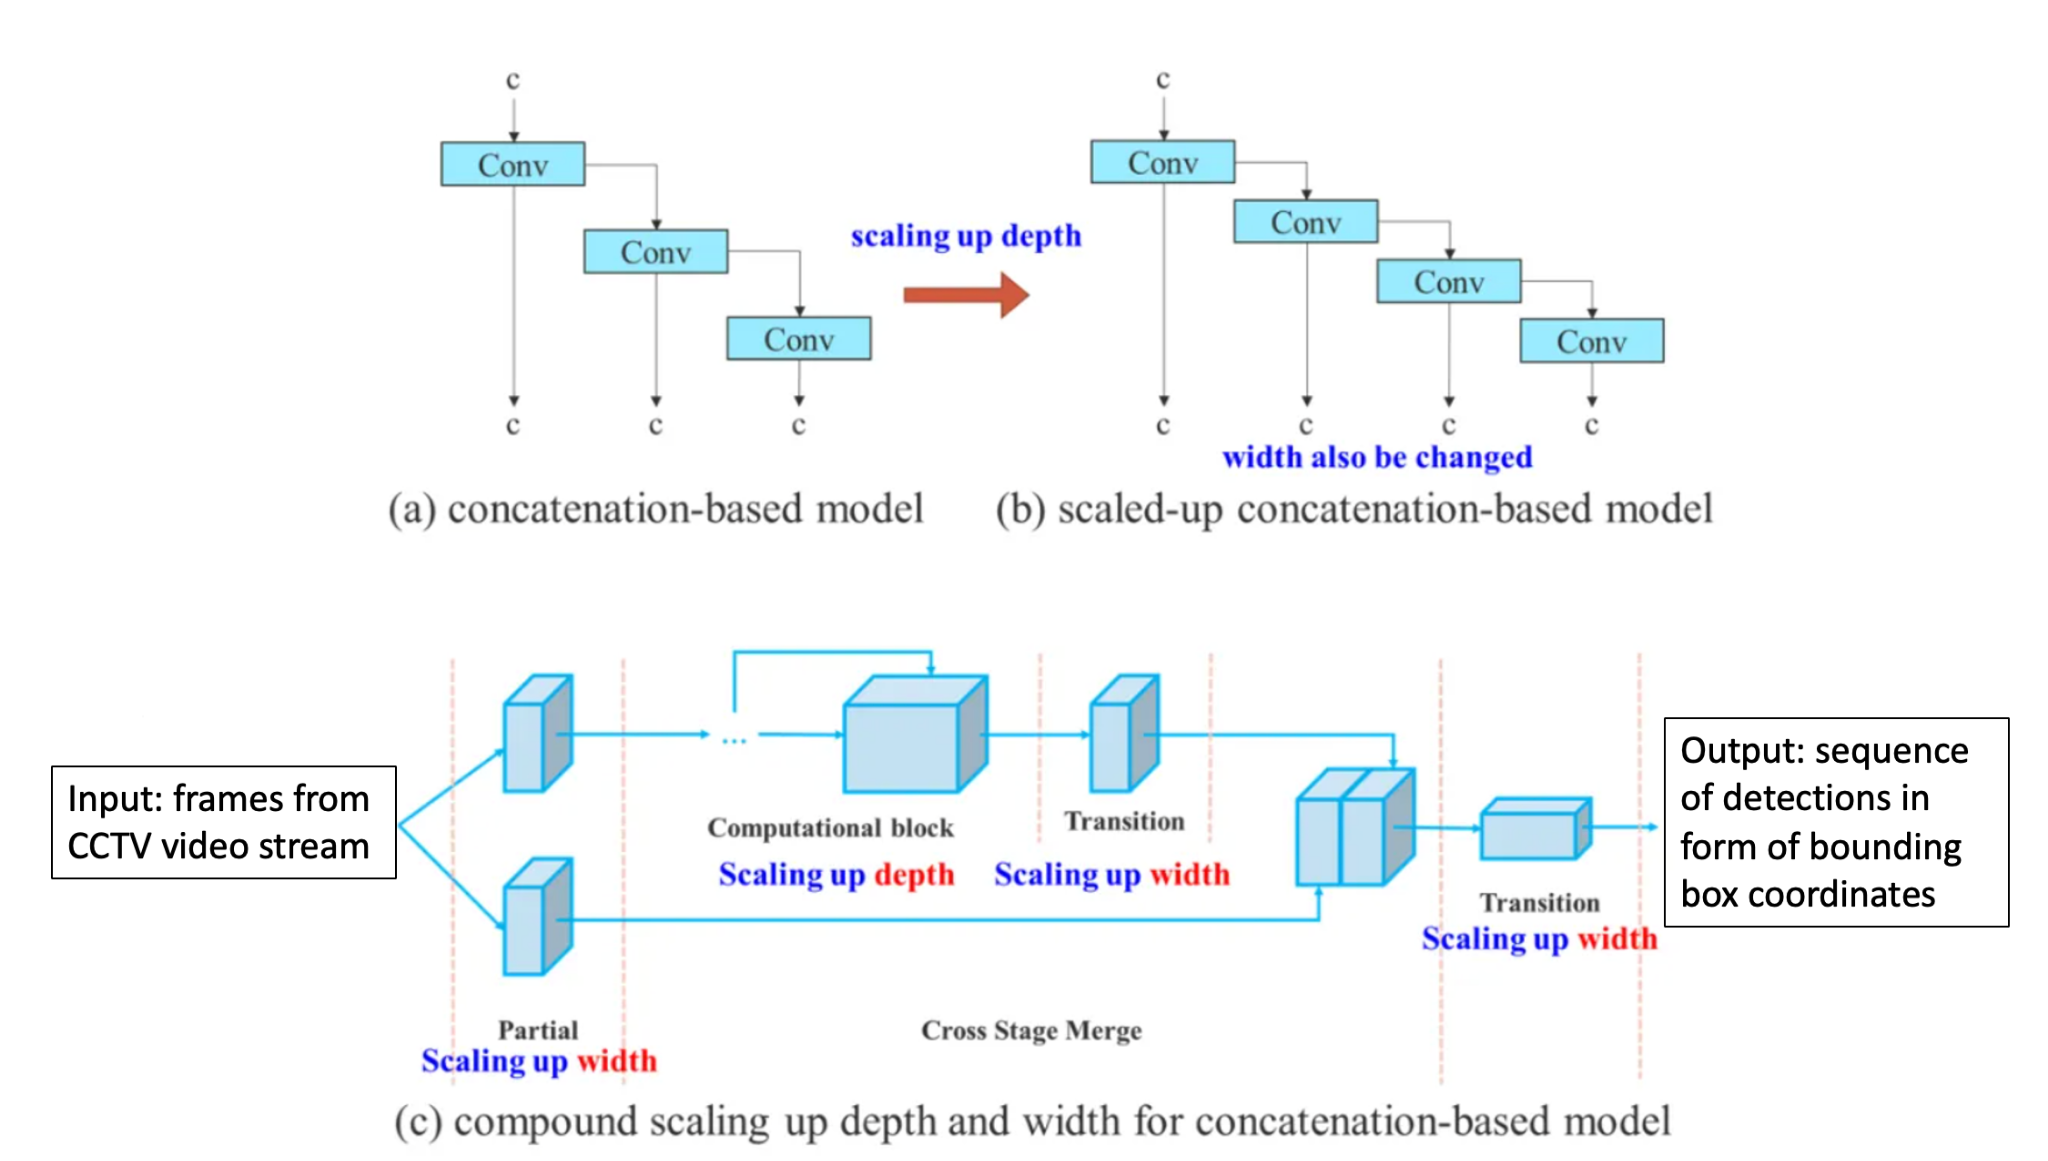 c
c
Conv
Conv
Conv
Conv
Conv
Conv
Conv
scaling up depth
c
c
c
c
c
c
c
width also be changed
(a) concatenation-based model
(b) scaled-up concatenation-based model
Input: frames from
CCTV video stream
...
Computational block
Scaling up depth
Transition
Scaling up width
Partial
Scaling up width
Cross Stage Merge
Transition
Scaling up width
Output: sequence
of detections in
form of bounding
box coordinates
(c) compound scaling up depth and width for concatenation-based model